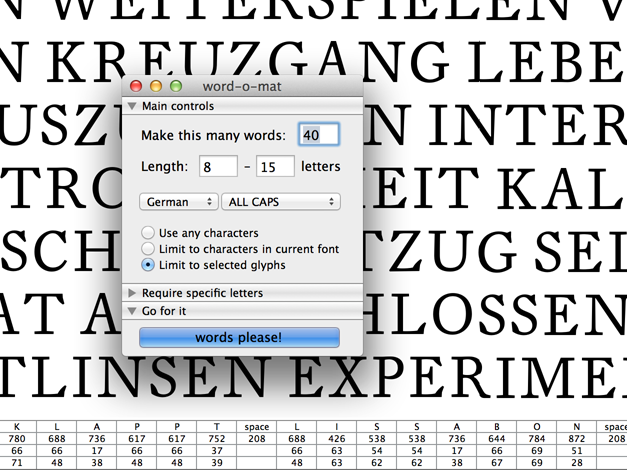 WEITERSPIELEN
KREUZGANG LEBE
USZ N INTER
TRO EIT KAL
SCH TZUG SEL
AT A HLOSSEN
TLINSEN EXPERIME
word-o-mat
Main controls
Make this many words: 40
Length: 8 – 15 letters
German ALL CAPS
Use any characters
Limit to characters in current font
Limit to selected glyphs
Require specific letters
Go for it
words please!
K L A P P T space L I S S A B O N space
780 688 736 617 617 752 208 688 426 538 538 736 644 784 872 208
66 66 17 66 66 37 66 63 54 54 17 66 69 51
71 48 38 48 48 39 48 63 62 62 38 67 69 28